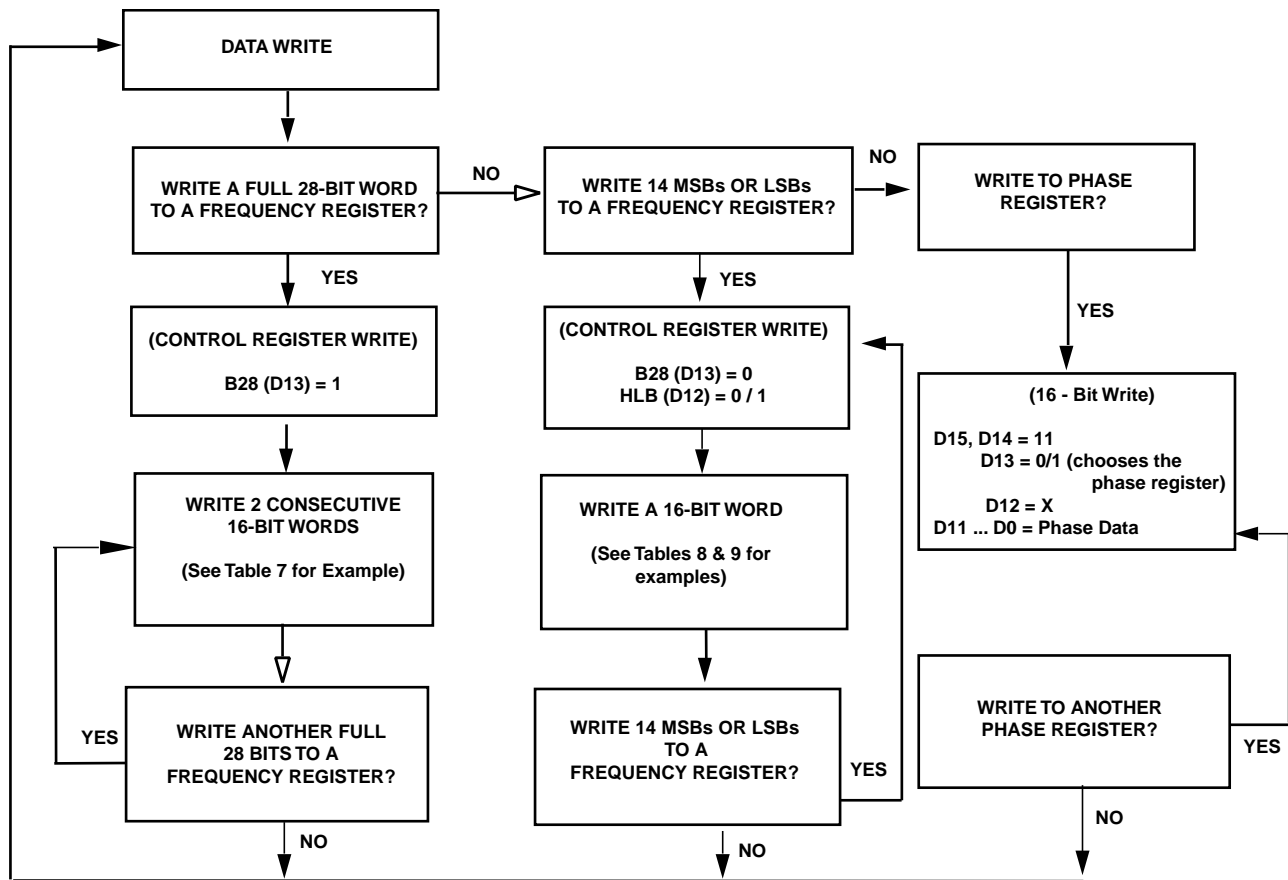 DATA WRITE
WRITE A FULL 28-BIT WORD
TO A FREQUENCY REGISTER?
NO
WRITE 14 MSBs OR LSBs
TO A FREQUENCY REGISTER?
NO
WRITE TO PHASE
REGISTER?
YES
YES
YES
(CONTROL REGISTER WRITE)
B28 (D13) = 1
(CONTROL REGISTER WRITE)
B28 (D13) = 0
HLB (D12) = 0 / 1
(16 - Bit Write)
D15, D14 = 11
D13 = 0/1 (chooses the
phase register)
D12 = X
D11 ... D0 = Phase Data
WRITE 2 CONSECUTIVE
16-BIT WORDS
(See Table 7 for Example)
WRITE A 16-BIT WORD
(See Tables 8 & 9 for
examples)
YES
WRITE ANOTHER FULL
28 BITS TO A
FREQUENCY REGISTER?
WRITE 14 MSBs OR LSBs
TO A
FREQUENCY REGISTER?
YES
WRITE TO ANOTHER
PHASE REGISTER?
YES
NO
NO
NO